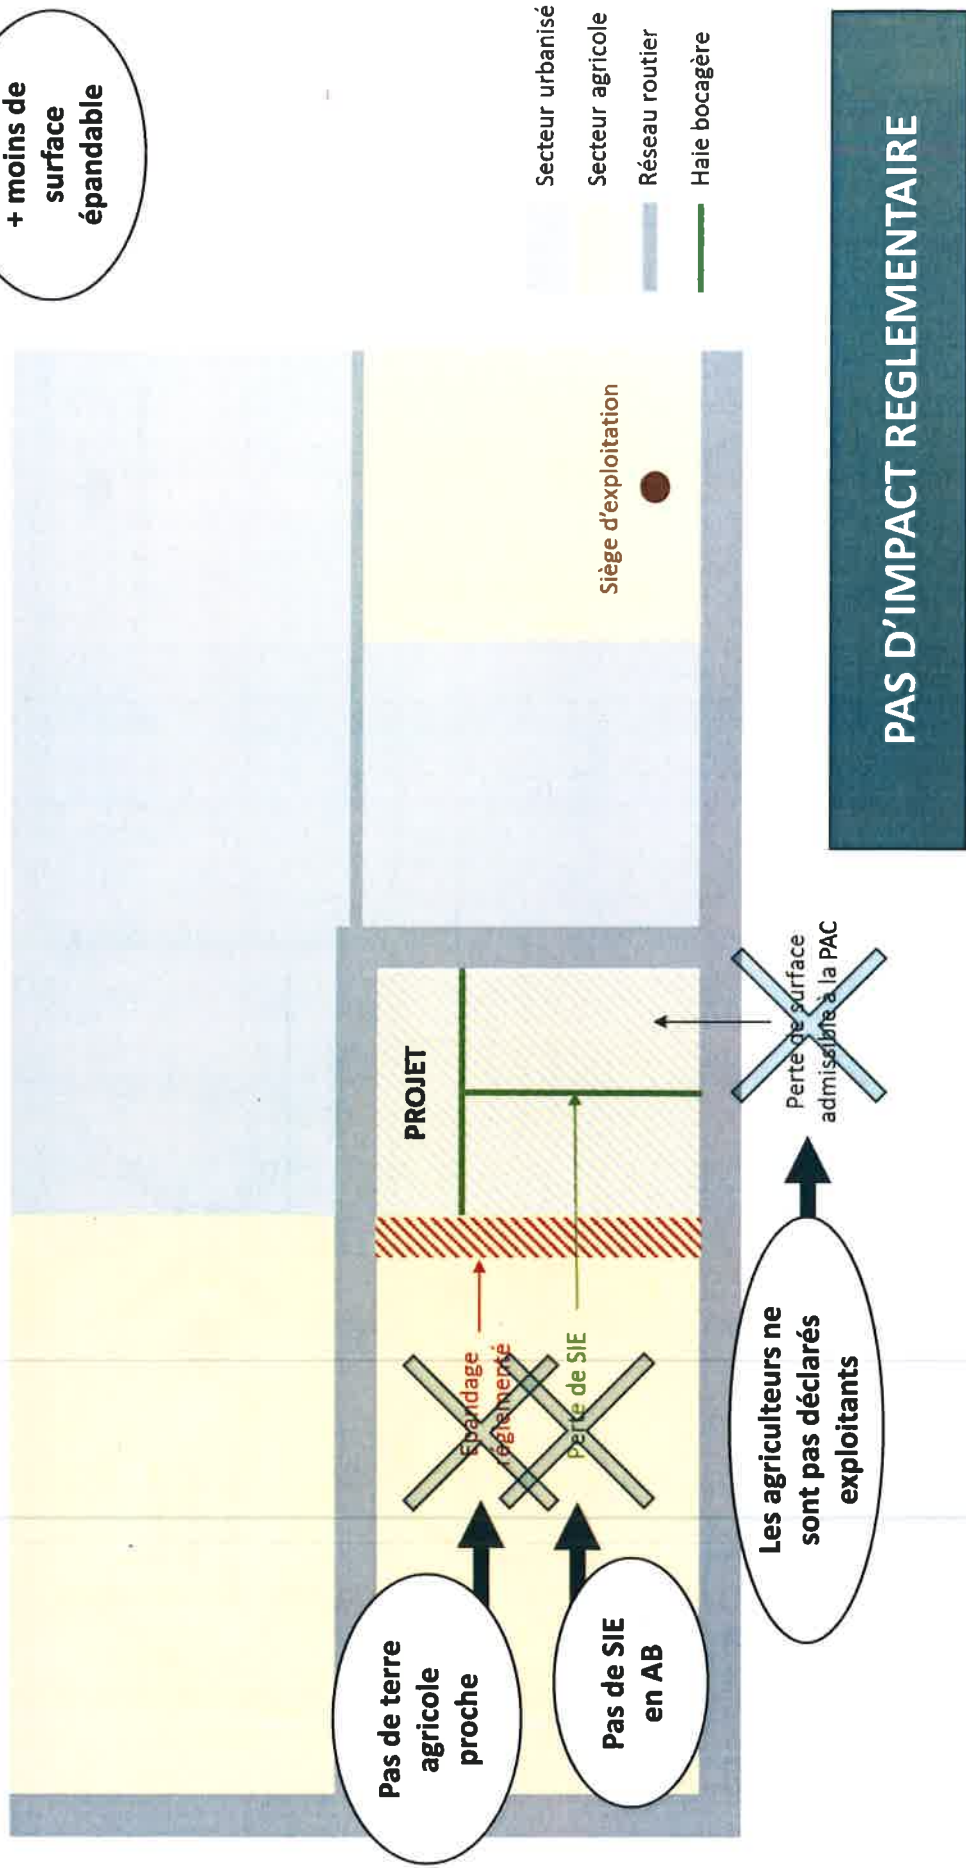 + moins de
surface
épandable
Secteur urbanisé
Secteur agricole
Réseau routier
Haie bocagère
Siège d'exploitation
PROJET
Epandage
réglementé
Perte de SIE
Pas de terre
agricole
proche
Pas de SIE
en AB
Perte de surface
admissible à la PAC
Les agriculteurs ne
sont pas déclarés
exploitants
PAS D'IMPACT REGLEMENTAIRE